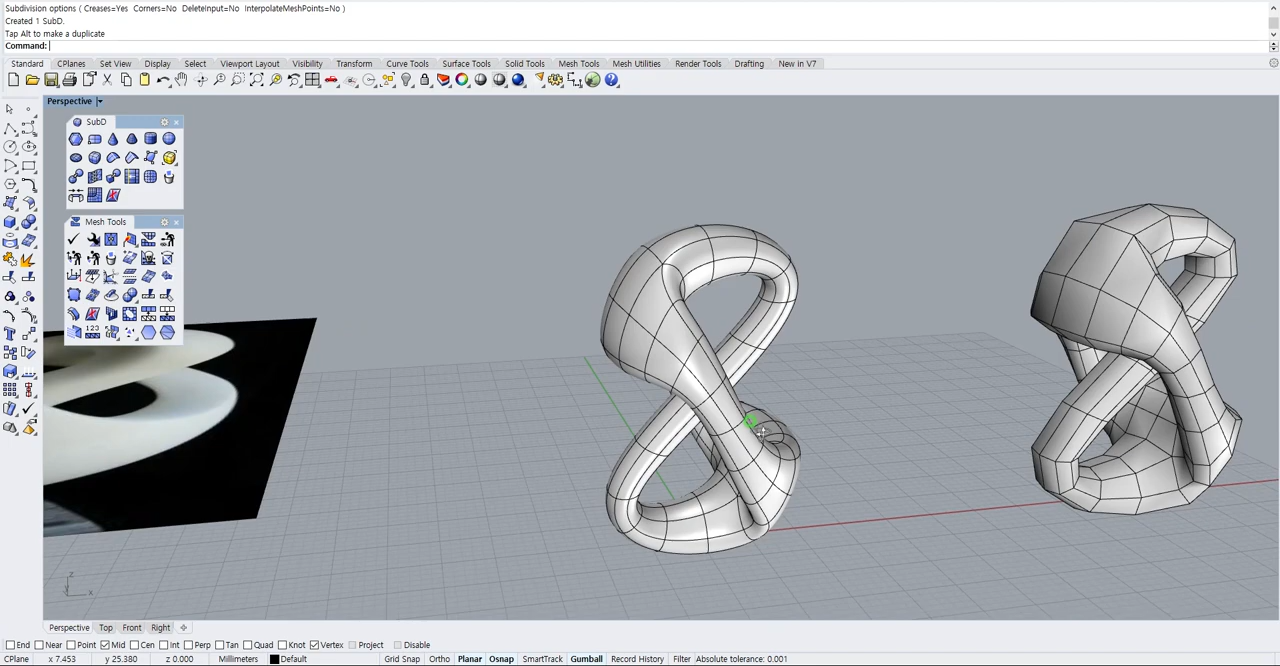 Subdivision options ( Creases=Yes  Corners=No  DeleteInput=No  InterpolateMeshPoints=No )
Created 1 SubD.
Tap Alt to make a duplicate
Command:
Standard CPlanes Set View Display Select Viewport Layout Visibility Transform Curve Tools Surface Tools Solid Tools Mesh Tools Mesh Utilities Render Tools Drafting New in V7
Perspective
SubD
Mesh Tools
123
z
y
x
Perspective Top Front Right
End Near Point Mid Cen Int Perp Tan Quad Knot Vertex Project Disable
CPlane x 7.453 y 25.380 z 0.000 Millimeters Default Grid Snap Ortho Planar Osnap SmartTrack Gumball Record History Filter Absolute tolerance: 0.001